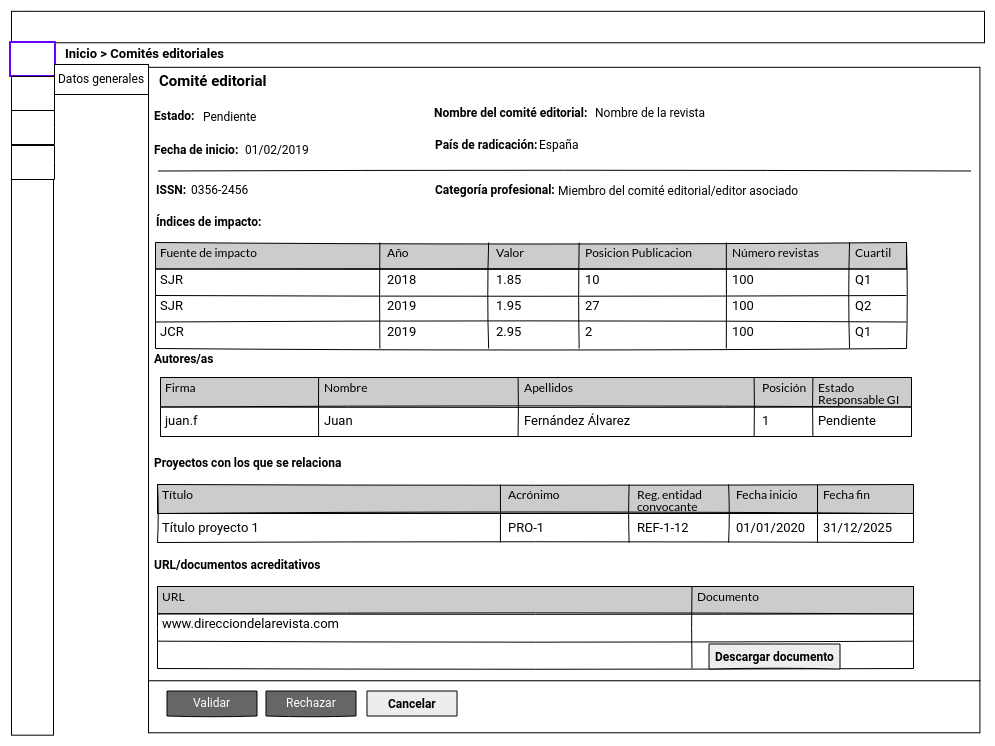 Inicio > Comités editoriales
Datos generales
Comité editorial
Estado: Pendiente Nombre del comité editorial: Nombre de la revista
Fecha de inicio: 01/02/2019 País de radicación: España
ISSN: 0356-2456 Categoría profesional: Miembro del comité editorial/editor asociado
Índices de impacto:
Fuente de impacto Año Valor Posicion Publicacion Número revistas Cuartil
SJR 2018 1.85 10 100 Q1
SJR 2019 1.95 27 100 Q2
JCR 2019 2.95 2 100 Q1
Autores/as
Firma Nombre Apellidos Posición Estado
Responsable GI
juan.f Juan Fernández Álvarez 1 Pendiente
Proyectos con los que se relaciona
Título Acrónimo Reg. entidad Fecha inicio Fecha fin
convocante
Título proyecto 1 PRO-1 REF-1-12 01/01/2020 31/12/2025
URL/documentos acreditativos
URL Documento
www.direcciondelarevista.com
Descargar documento
Validar Rechazar Cancelar